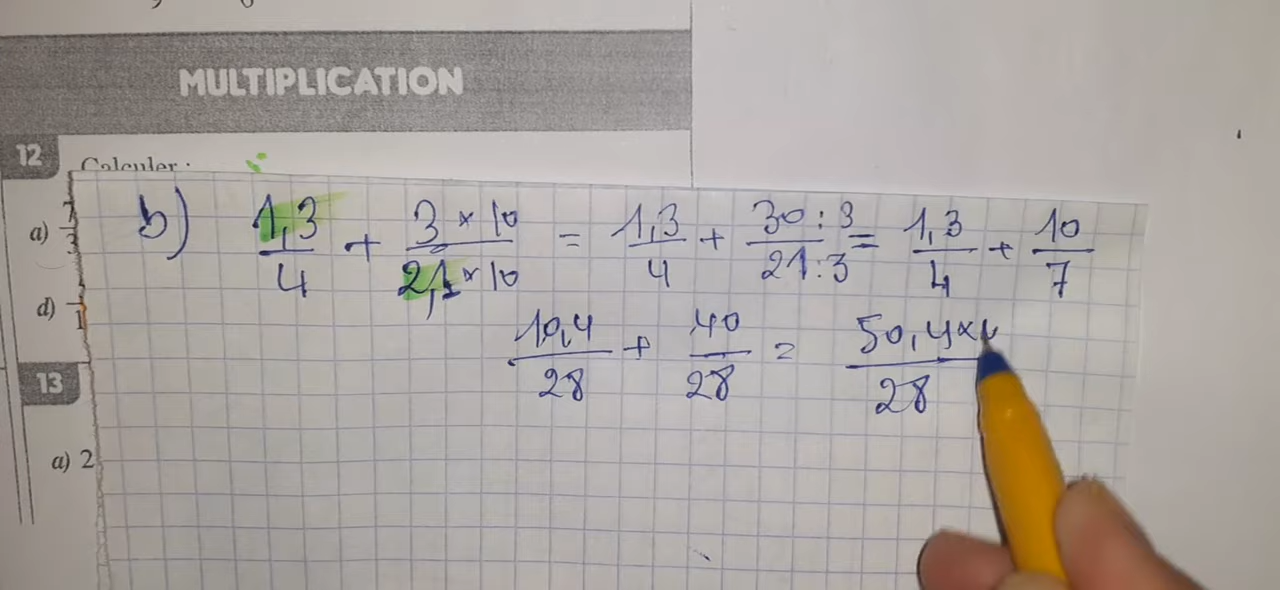 MULTIPLICATION
12
Calculer :
a)
b) 1,3/4 + 3 × 10/2,1 × 10 = 1,3/4 + 30 : 3/21 : 3 = 1,3/4 + 10/7
d)
10,4/28 + 40/28 = 50,4×1/28
13
a) 2